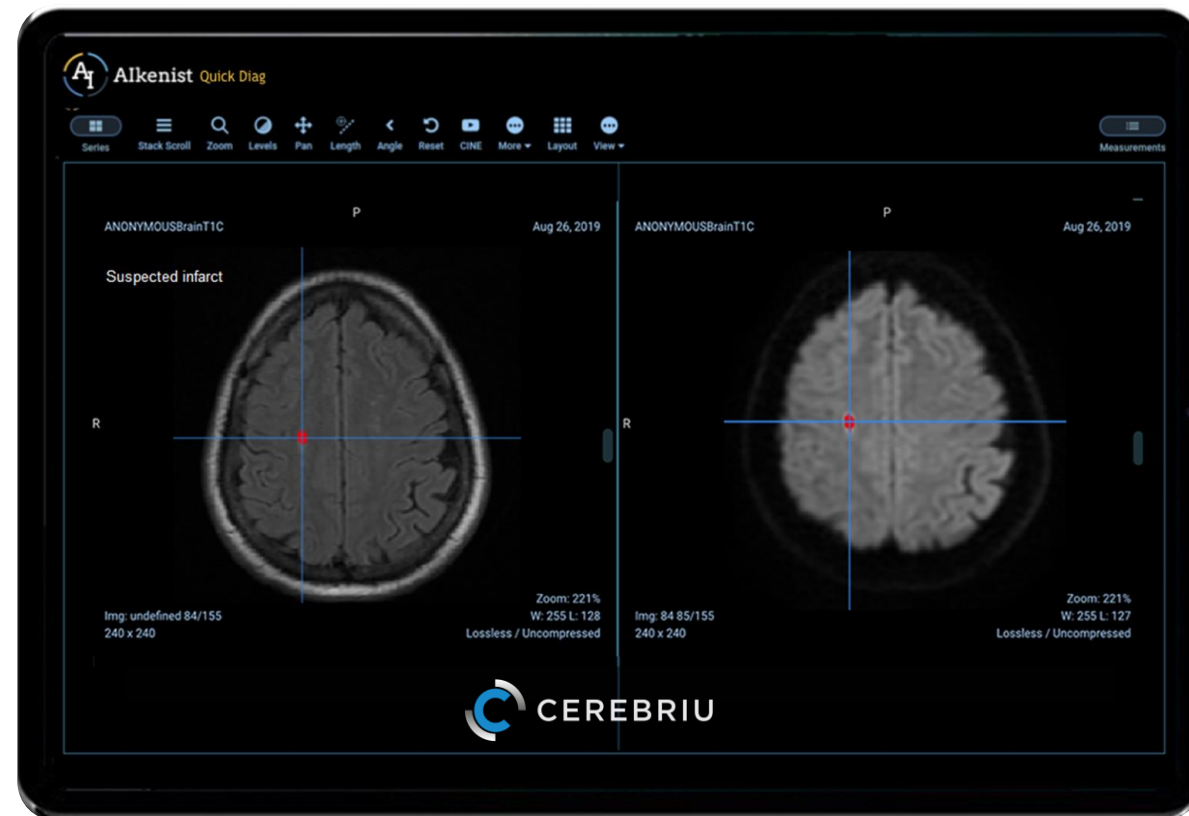 AI AIkenist Quick Diag
Series Stack Scroll Zoom Levels Pan Length Angle Reset CINE More Layout View Measurements
P
ANONYMOUSBrainT1C Aug 26, 2019
Suspected infarct
R
Img: undefined 84/155
240 x 240
Zoom: 221%
W: 255 L: 128
Lossless / Uncompressed
P
ANONYMOUSBrainT1C Aug 26, 2019
R
Img: 84 85/155
240 x 240
Zoom: 221%
W: 255 L: 127
Lossless / Uncompressed
C CEREBRIU